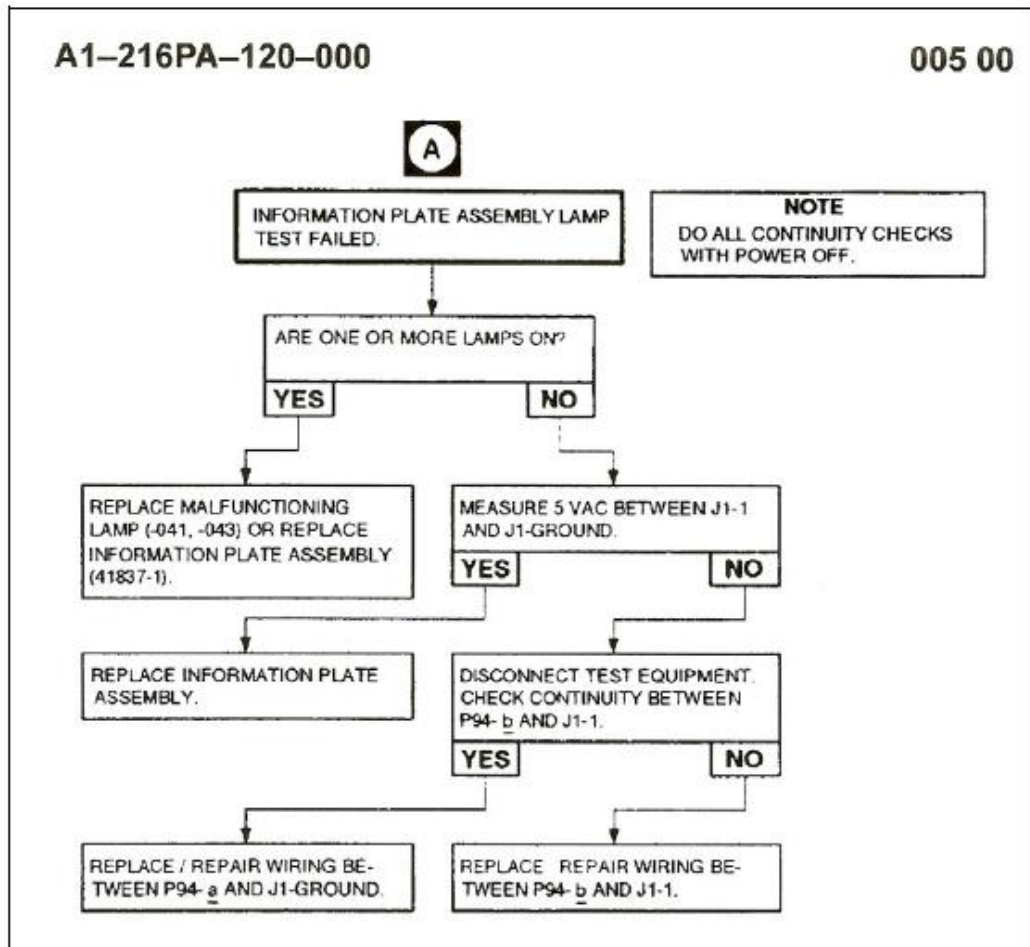 A1–216PA–120–000
005 00
A
INFORMATION PLATE ASSEMBLY LAMP
TEST FAILED.
NOTE
DO ALL CONTINUITY CHECKS
WITH POWER OFF.
ARE ONE OR MORE LAMPS ON?
YES
NO
REPLACE MALFUNCTIONING
LAMP (-041, -043) OR REPLACE
INFORMATION PLATE ASSEMBLY
(41837-1).
MEASURE 5 VAC BETWEEN J1-1
AND J1-GROUND.
YES
NO
REPLACE INFORMATION PLATE
ASSEMBLY.
DISCONNECT TEST EQUIPMENT.
CHECK CONTINUITY BETWEEN
P94- b AND J1-1.
YES
NO
REPLACE / REPAIR WIRING BE-
TWEEN P94- a AND J1-GROUND.
REPLACE REPAIR WIRING BE-
TWEEN P94- b AND J1-1.